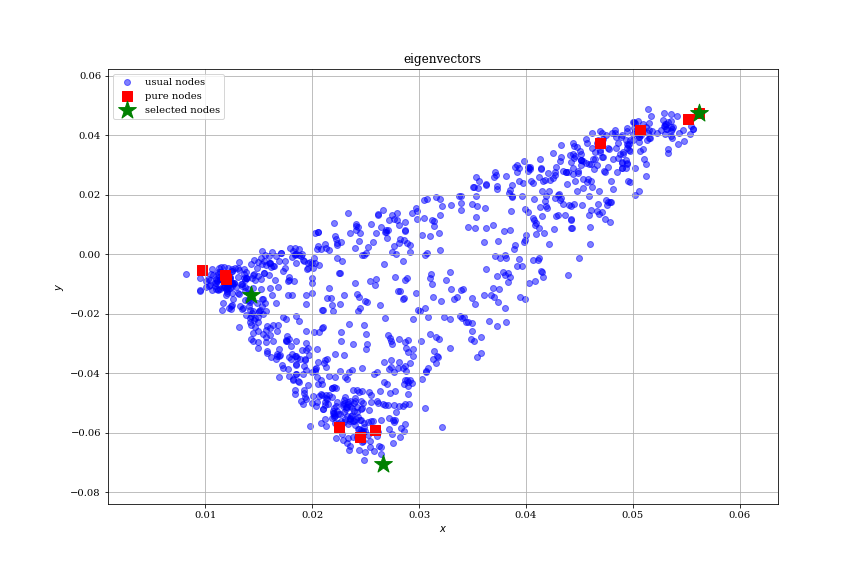 eigenvectors
usual nodes
pure nodes
selected nodes
0.06
0.04
0.02
0.00
−0.02
−0.04
−0.06
−0.08
y
0.01 0.02 0.03 0.04 0.05 0.06
x